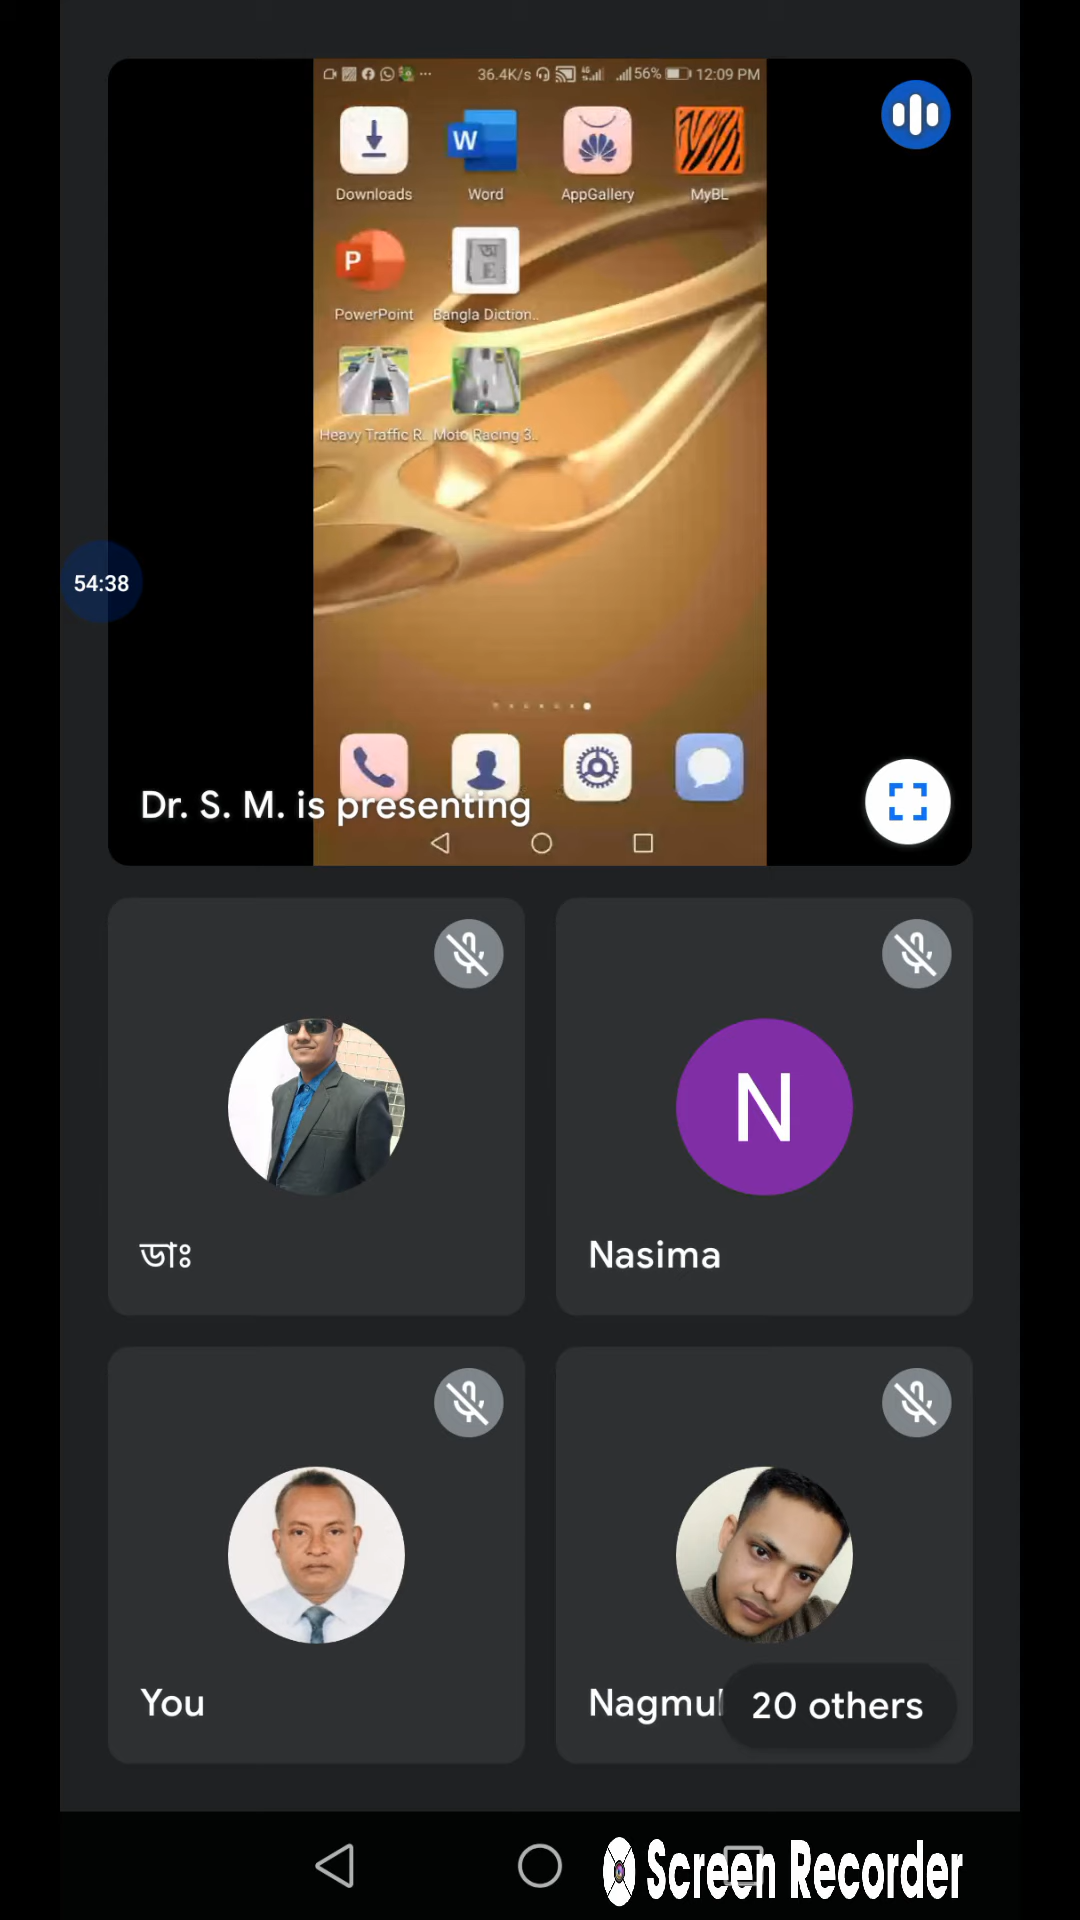 36.4K/s 4G 56% 12:09 PM
Downloads Word AppGallery MyBL
PowerPoint Bangla Diction..
Heavy Traffic R.. Moto Racing 3..
54:38
Dr. S. M. is presenting
N
ডাঃ Nasima
You Nagmul 20 others
Screen Recorder